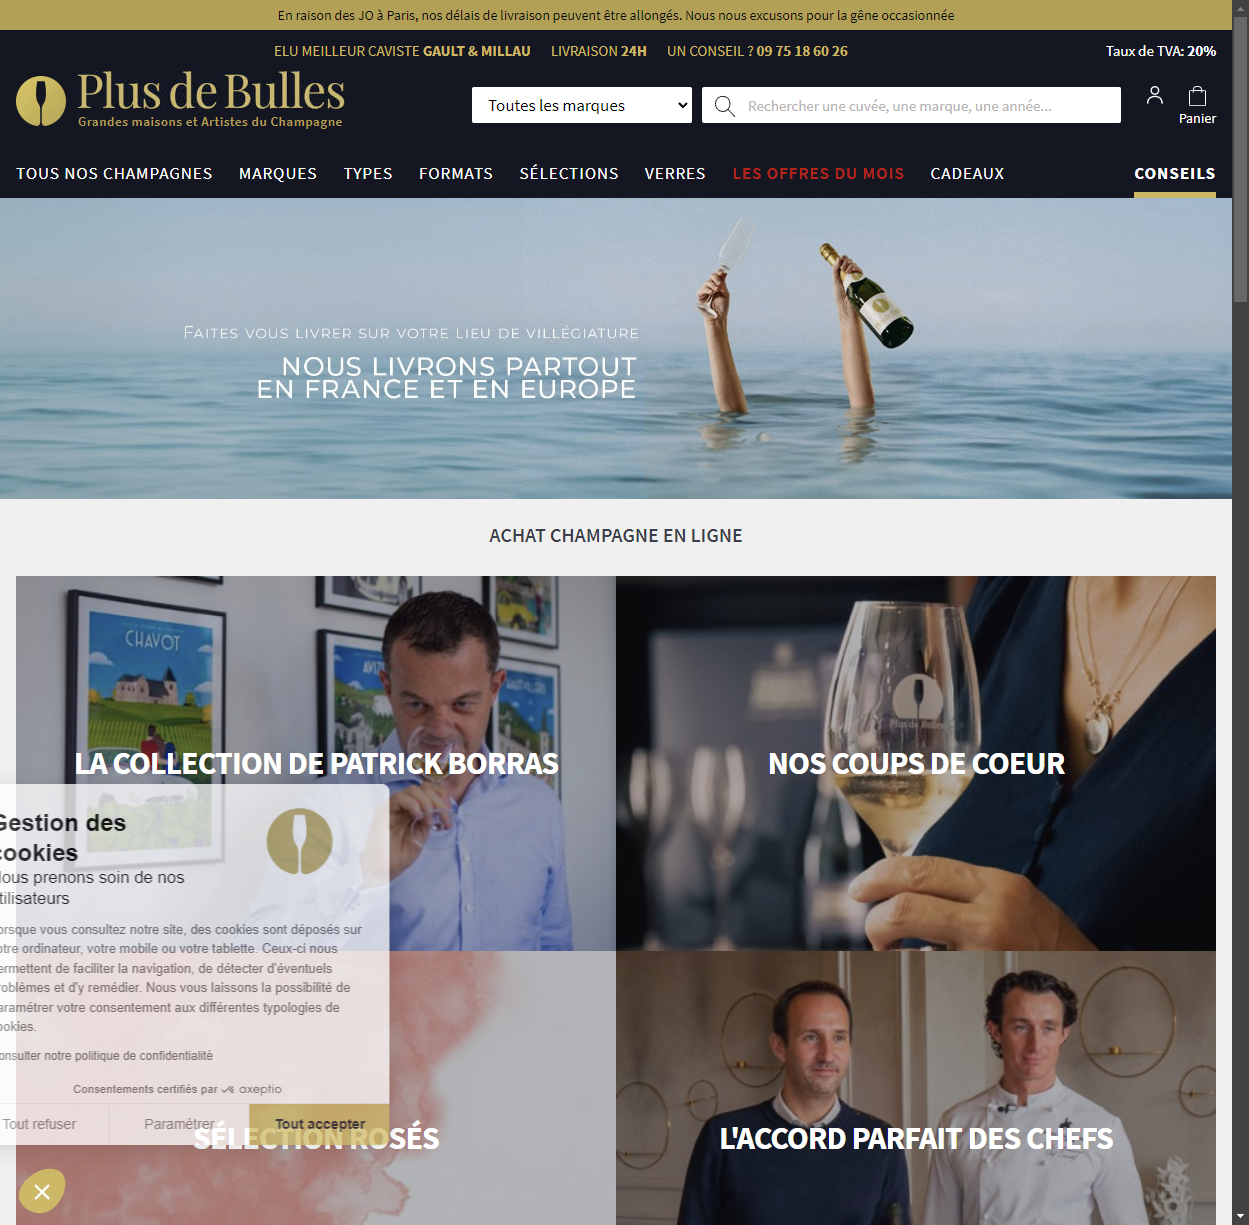 En raison des JO à Paris, nos délais de livraison peuvent être allongés. Nous nous excusons pour la gêne occasionnée
ELU MEILLEUR CAVISTE GAULT & MILLAU LIVRAISON 24H UN CONSEIL ? 09 75 18 60 26 Taux de TVA: 20%
Plus de Bulles
Grandes maisons et Artistes du Champagne
Toutes les marques
Rechercher une cuvée, une marque, une année...
Panier
TOUS NOS CHAMPAGNES MARQUES TYPES FORMATS SÉLECTIONS VERRES LES OFFRES DU MOIS CADEAUX CONSEILS
FAITES VOUS LIVRER SUR VOTRE LIEU DE VILLÉGIATURE
NOUS LIVRONS PARTOUT
EN FRANCE ET EN EUROPE
ACHAT CHAMPAGNE EN LIGNE
CHAVOT
Plus de Bulles
LA COLLECTION DE PATRICK BORRAS
NOS COUPS DE COEUR
Gestion des
cookies
Nous prenons soin de nos
utilisateurs
Lorsque vous consultez notre site, des cookies sont déposés sur
votre ordinateur, votre mobile ou votre tablette. Ceux-ci nous
permettent de faciliter la navigation, de détecter d'éventuels
problèmes et d'y remédier. Nous vous laissons la possibilité de
paramétrer votre consentement aux différentes typologies de
cookies.
Consulter notre politique de confidentialité
Consentements certifiés par axeptio
Tout refuser Paramétrer Tout accepter
SÉLECTION ROSÉS
L'ACCORD PARFAIT DES CHEFS